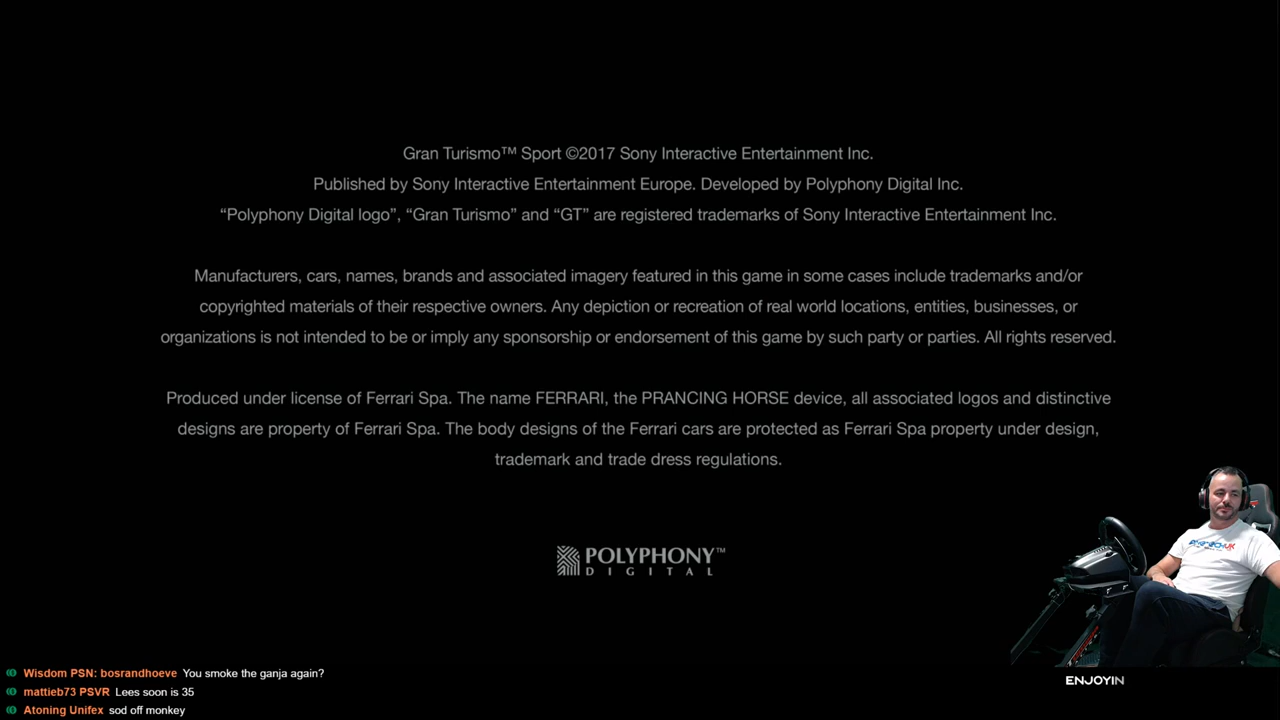 Gran Turismo™ Sport ©2017 Sony Interactive Entertainment Inc.
Published by Sony Interactive Entertainment Europe. Developed by Polyphony Digital Inc.
“Polyphony Digital logo”, “Gran Turismo” and “GT” are registered trademarks of Sony Interactive Entertainment Inc.
Manufacturers, cars, names, brands and associated imagery featured in this game in some cases include trademarks and/or
copyrighted materials of their respective owners. Any depiction or recreation of real world locations, entities, businesses, or
organizations is not intended to be or imply any sponsorship or endorsement of this game by such party or parties. All rights reserved.
Produced under license of Ferrari Spa. The name FERRARI, the PRANCING HORSE device, all associated logos and distinctive
designs are property of Ferrari Spa. The body designs of the Ferrari cars are protected as Ferrari Spa property under design,
trademark and trade dress regulations.
POLYPHONY™
DIGITAL
Wisdom PSN: bosrandhoeve You smoke the ganja again?
mattieb73 PSVR Lees soon is 35
Atoning Unifex sod off monkey
ENJOYIN